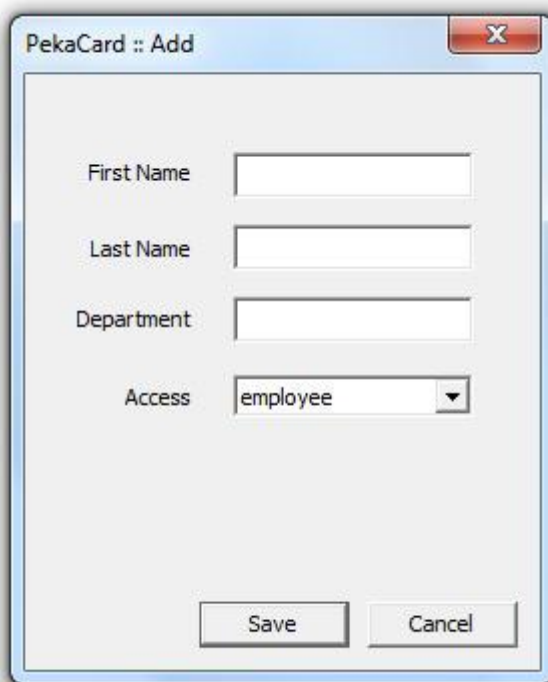 PekaCard :: Add
First Name
Last Name
Department
Access employee
Save Cancel